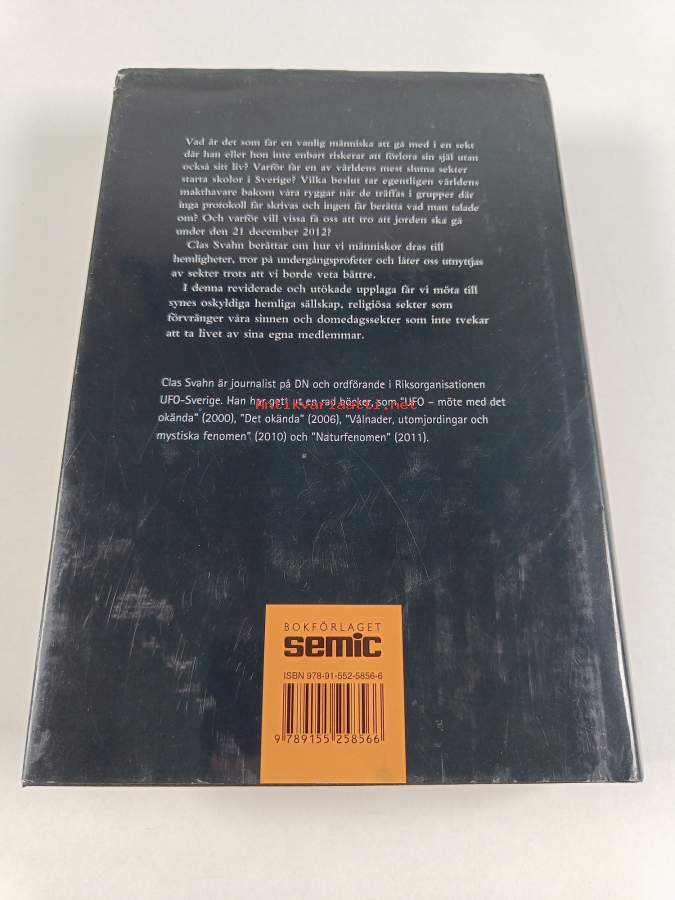 Vad är det som får en vanlig människa att gå med i en sekt
där han eller hon inte enbart riskerar att förlora sin själ utan
också sitt liv? Varför får en av världens mest slutna sekter
starta skolor i Sverige? Vilka beslut tar egentligen världens
makthavare bakom våra ryggar när de träffas i grupper där
inga protokoll får skrivas och ingen får berätta vad man talade
om? Och varför vill vissa få oss att tro att jorden ska gå
under den 21 december 2012?
Clas Svahn berättar om hur vi människor dras till
hemligheter, tror på undergångsprofeter och låter oss utnyttjas
av sekter trots att vi borde veta bättre.
I denna reviderade och utökade upplaga får vi möta till
synes oskyldiga hemliga sällskap, religiösa sekter som
förvränger våra sinnen och domedagssekter som inte tvekar
att ta livet av sina egna medlemmar.
Clas Svahn är journalist på DN och ordförande i Riksorganisationen
UFO-Sverige. Han har gett ut en rad böcker, som "UFO – möte med det
Antikvariaatti.net
okända" (2000), "Det okända" (2006), "Vålnader, utomjordingar och
mystiska fenomen" (2010) och "Naturfenomen" (2011).
BOKFÖRLAGET
semic
ISBN 978-91-552-5856-6
9 789155 258566